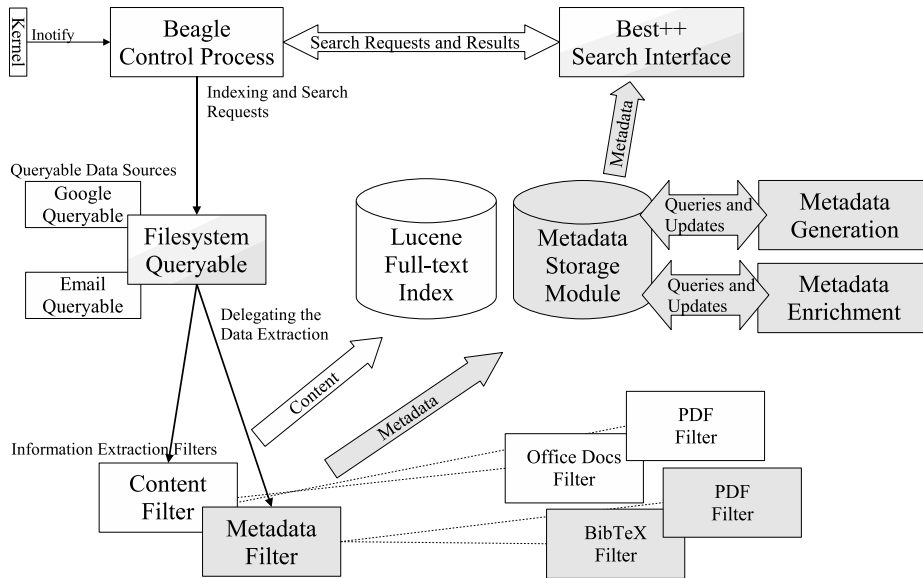 Kernel
Inotify
Beagle
Control Process
Search Requests and Results
Best++
Search Interface
Indexing and Search
Requests
Metadata
Queryable Data Sources
Google
Queryable
Filesystem
Queryable
Email
Queryable
Lucene
Full-text
Index
Metadata
Storage
Module
Queries and
Updates
Metadata
Generation
Queries and
Updates
Metadata
Enrichment
Delegating the
Data Extraction
Content
Metadata
Information Extraction Filters
Content
Filter
Metadata
Filter
PDF
Filter
Office Docs
Filter
PDF
Filter
BibTeX
Filter